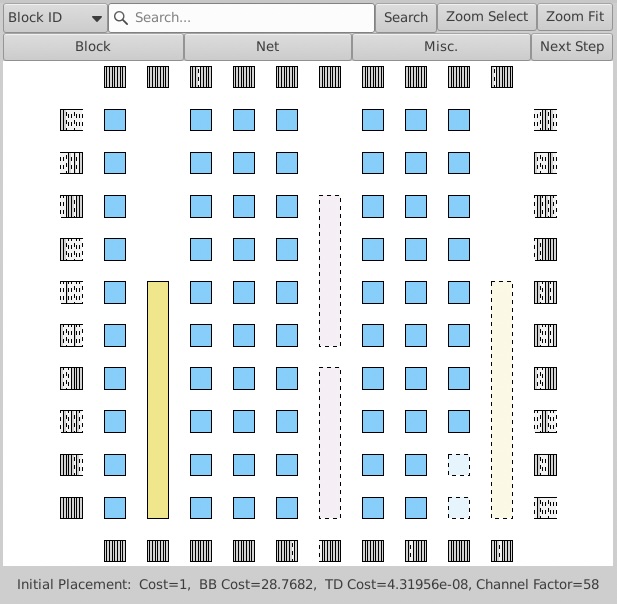 Block ID Search... Search Zoom Select Zoom Fit
Block Net Misc. Next Step
Initial Placement: Cost=1, BB Cost=28.7682, TD Cost=4.31956e-08, Channel Factor=58